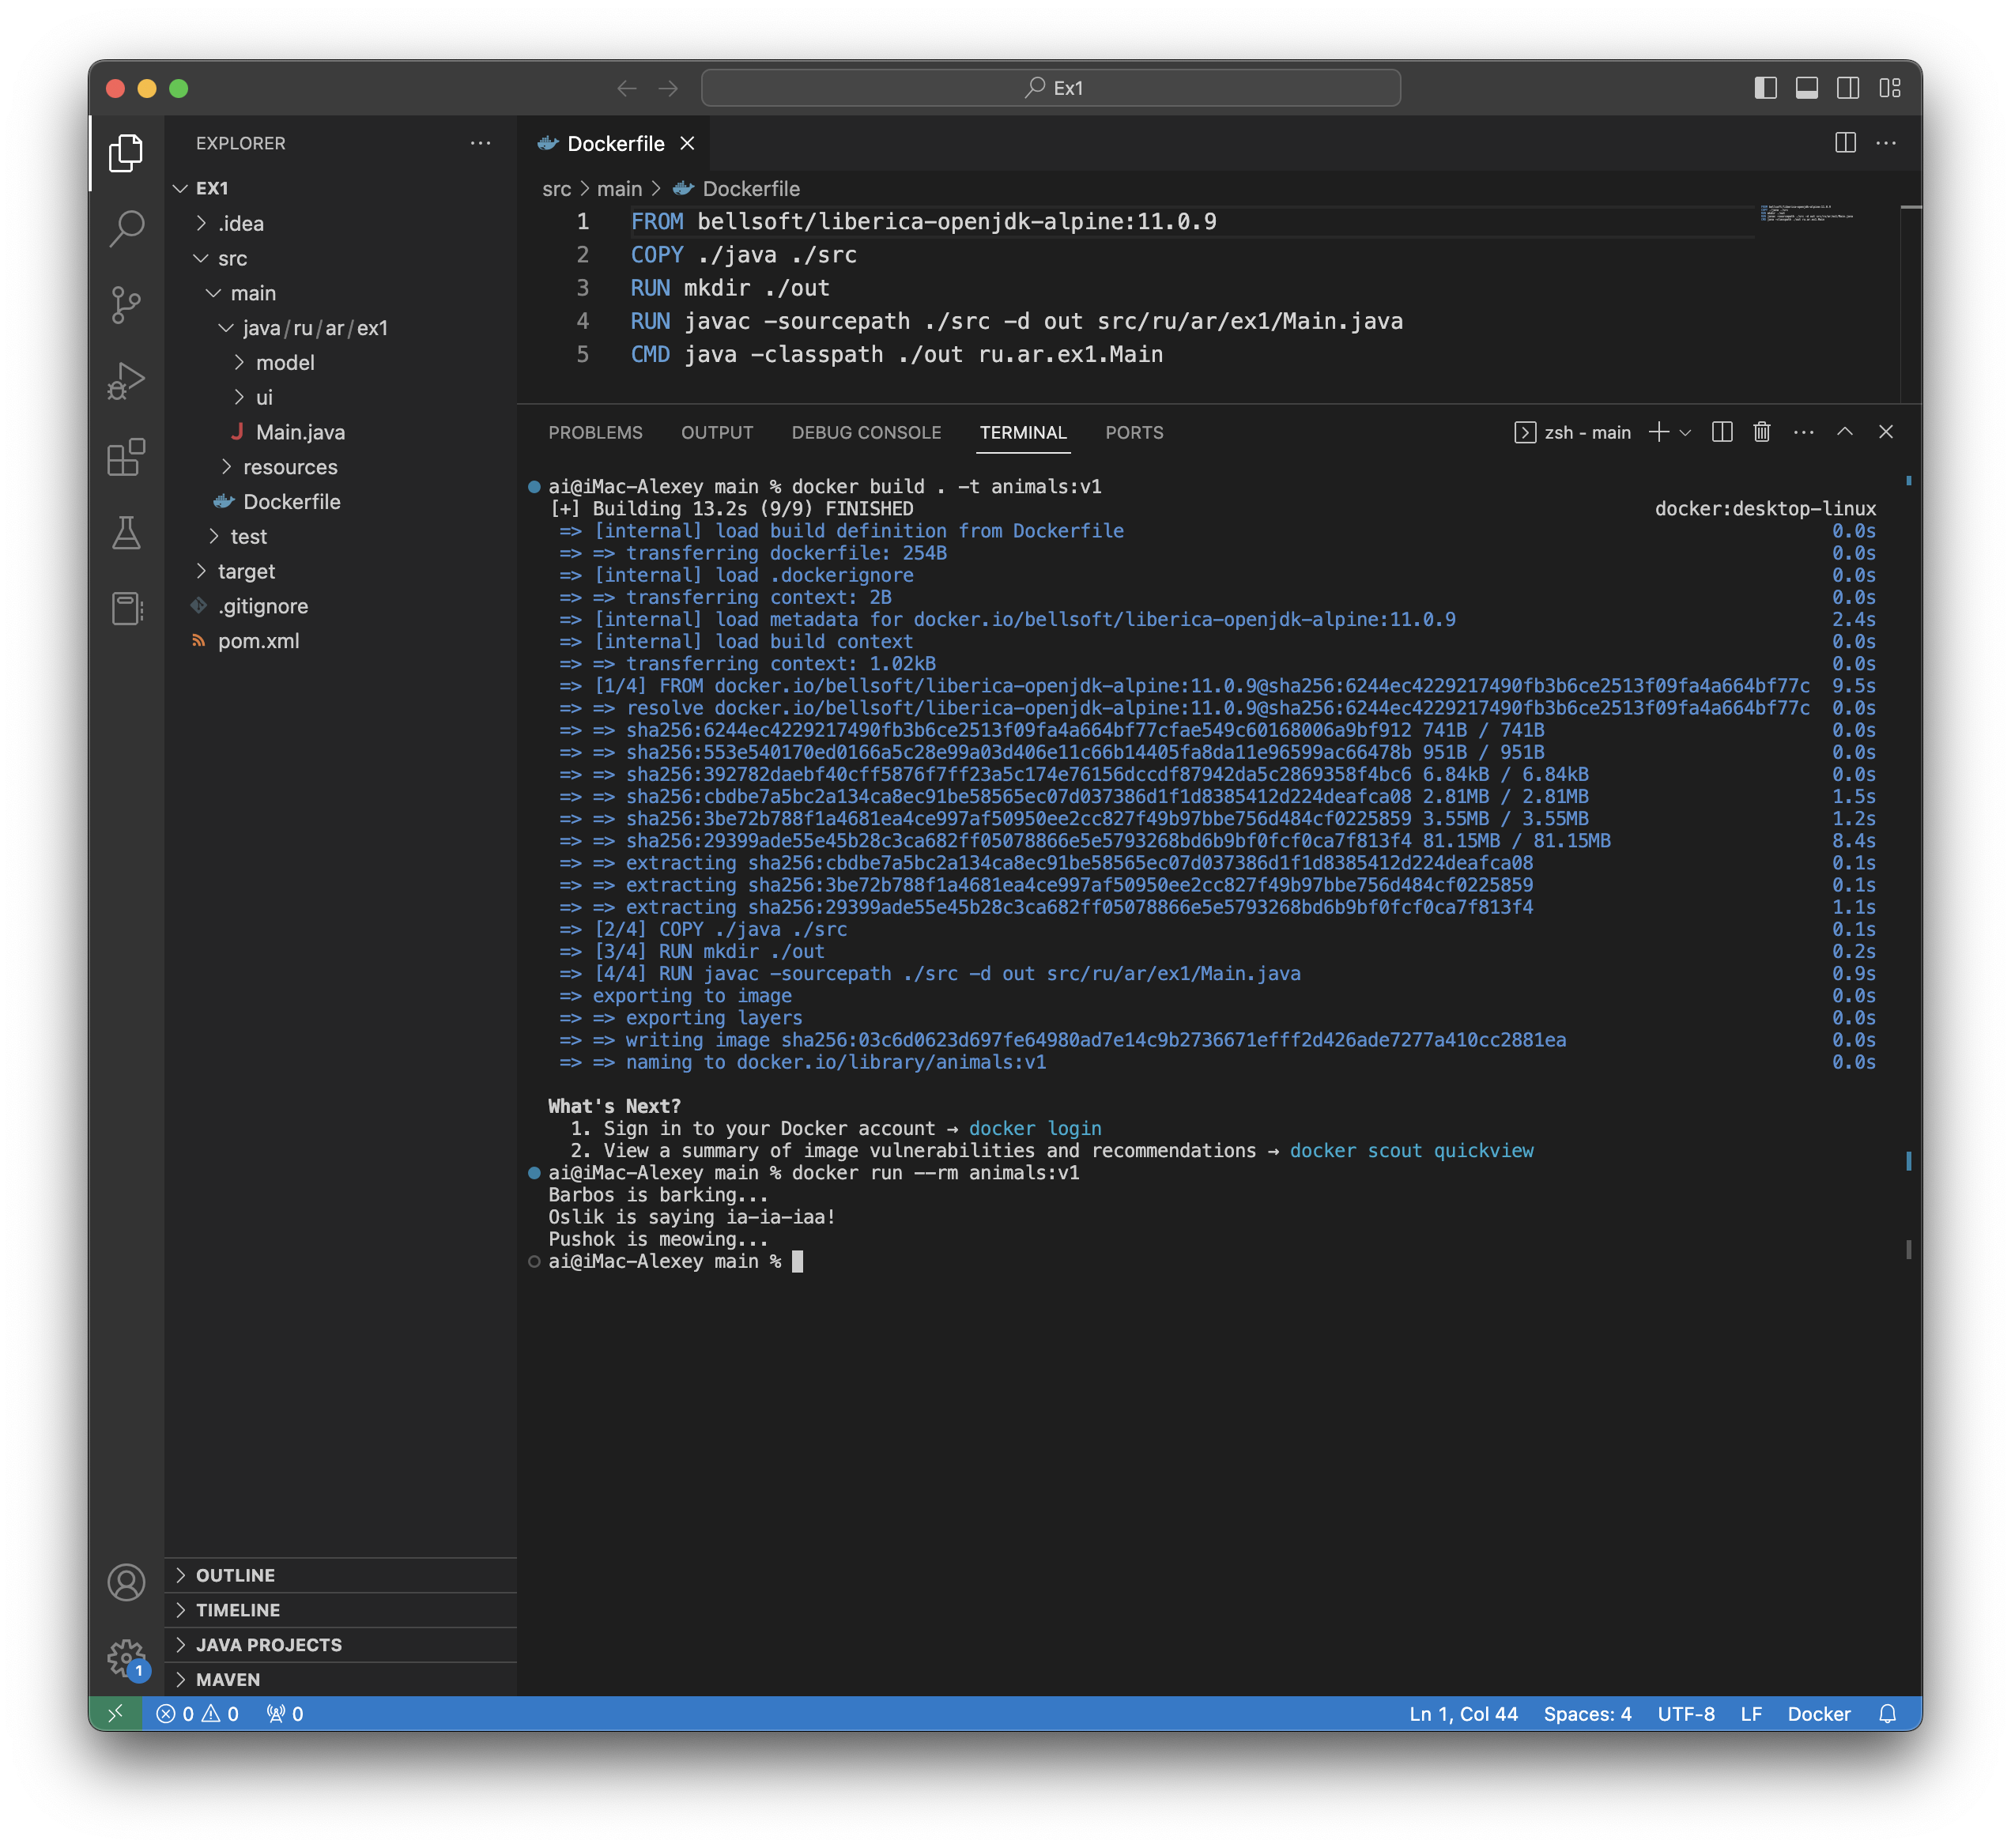 Ex1
EXPLORER
EX1
.idea
src
main
java/ru/ar/ex1
model
ui
Main.java
resources
Dockerfile
test
target
.gitignore
pom.xml
OUTLINE
TIMELINE
JAVA PROJECTS
MAVEN
Dockerfile
src > main > Dockerfile
1 FROM bellsoft/liberica-openjdk-alpine:11.0.9
2 COPY ./java ./src
3 RUN mkdir ./out
4 RUN javac -sourcepath ./src -d out src/ru/ar/ex1/Main.java
5 CMD java -classpath ./out ru.ar.ex1.Main
PROBLEMS OUTPUT DEBUG CONSOLE TERMINAL PORTS zsh - main
ai@iMac-Alexey main % docker build . -t animals:v1
[+] Building 13.2s (9/9) FINISHED docker:desktop-linux
=> [internal] load build definition from Dockerfile 0.0s
=> => transferring dockerfile: 254B 0.0s
=> [internal] load .dockerignore 0.0s
=> => transferring context: 2B 0.0s
=> [internal] load metadata for docker.io/bellsoft/liberica-openjdk-alpine:11.0.9 2.4s
=> [internal] load build context 0.0s
=> => transferring context: 1.02kB 0.0s
=> [1/4] FROM docker.io/bellsoft/liberica-openjdk-alpine:11.0.9@sha256:6244ec4229217490fb3b6ce2513f09fa4a664bf77c 9.5s
=> => resolve docker.io/bellsoft/liberica-openjdk-alpine:11.0.9@sha256:6244ec4229217490fb3b6ce2513f09fa4a664bf77c 0.0s
=> => sha256:6244ec4229217490fb3b6ce2513f09fa4a664bf77cfae549c60168006a9bf912 741B / 741B 0.0s
=> => sha256:553e540170ed0166a5c28e99a03d406e11c66b14405fa8da11e96599ac66478b 951B / 951B 0.0s
=> => sha256:392782daebf40cff5876f7ff23a5c174e76156dccdf87942da5c2869358f4bc6 6.84kB / 6.84kB 0.0s
=> => sha256:cbdbe7a5bc2a134ca8ec91be58565ec07d037386d1f1d8385412d224deafca08 2.81MB / 2.81MB 1.5s
=> => sha256:3be72b788f1a4681ea4ce997af50950ee2cc827f49b97bbe756d484cf0225859 3.55MB / 3.55MB 1.2s
=> => sha256:29399ade55e45b28c3ca682ff05078866e5e5793268bd6b9bf0fcf0ca7f813f4 81.15MB / 81.15MB 8.4s
=> => extracting sha256:cbdbe7a5bc2a134ca8ec91be58565ec07d037386d1f1d8385412d224deafca08 0.1s
=> => extracting sha256:3be72b788f1a4681ea4ce997af50950ee2cc827f49b97bbe756d484cf0225859 0.1s
=> => extracting sha256:29399ade55e45b28c3ca682ff05078866e5e5793268bd6b9bf0fcf0ca7f813f4 1.1s
=> [2/4] COPY ./java ./src 0.1s
=> [3/4] RUN mkdir ./out 0.2s
=> [4/4] RUN javac -sourcepath ./src -d out src/ru/ar/ex1/Main.java 0.9s
=> exporting to image 0.0s
=> => exporting layers 0.0s
=> => writing image sha256:03c6d0623d697fe64980ad7e14c9b2736671efff2d426ade7277a410cc2881ea 0.0s
=> => naming to docker.io/library/animals:v1 0.0s
What's Next?
1. Sign in to your Docker account → docker login
2. View a summary of image vulnerabilities and recommendations → docker scout quickview
ai@iMac-Alexey main % docker run --rm animals:v1
Barbos is barking...
Oslik is saying ia-ia-iaa!
Pushok is meowing...
ai@iMac-Alexey main %
1
0 0 0 Ln 1, Col 44 Spaces: 4 UTF-8 LF Docker